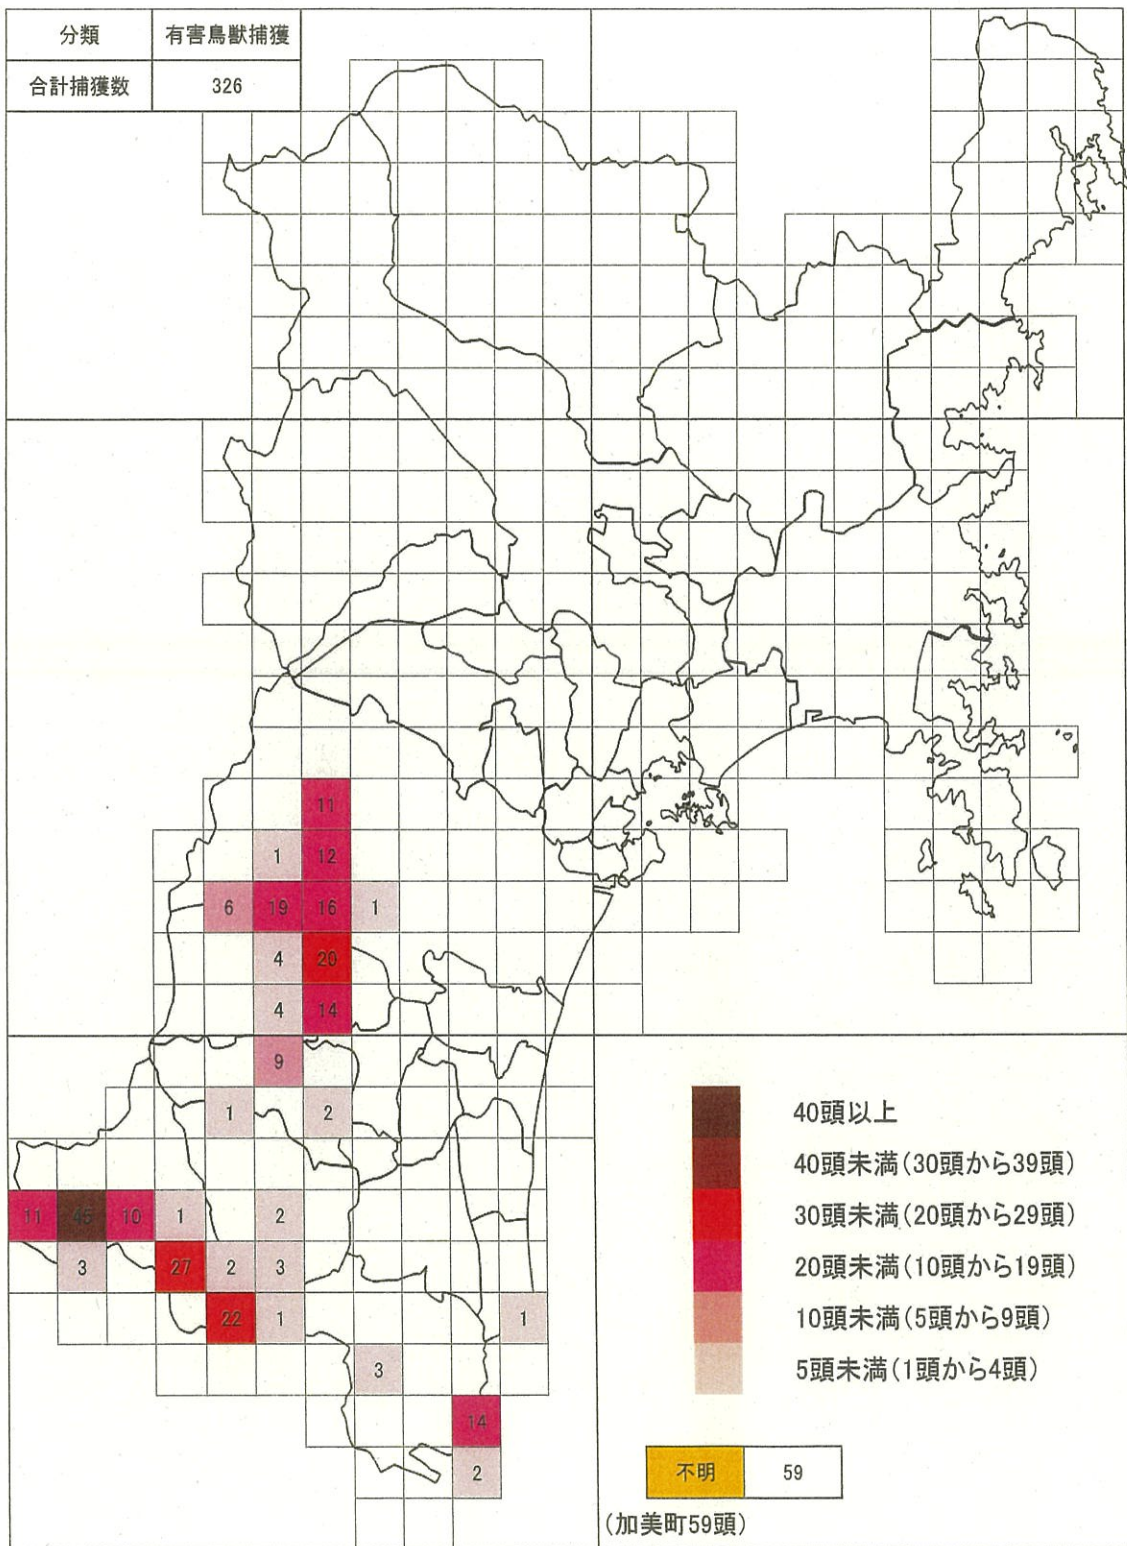 分類 有害鳥獣捕獲
合計捕獲数 326
11
1 12
6 19 16 1
4 20
4 14
9
1 2
11 45 10 1 2
3 27 2 3
22 1 1
3
14
2
40頭以上
40頭未満(30頭から39頭)
30頭未満(20頭から29頭)
20頭未満(10頭から19頭)
10頭未満(5頭から9頭)
5頭未満(1頭から4頭)
不明 59
(加美町59頭)